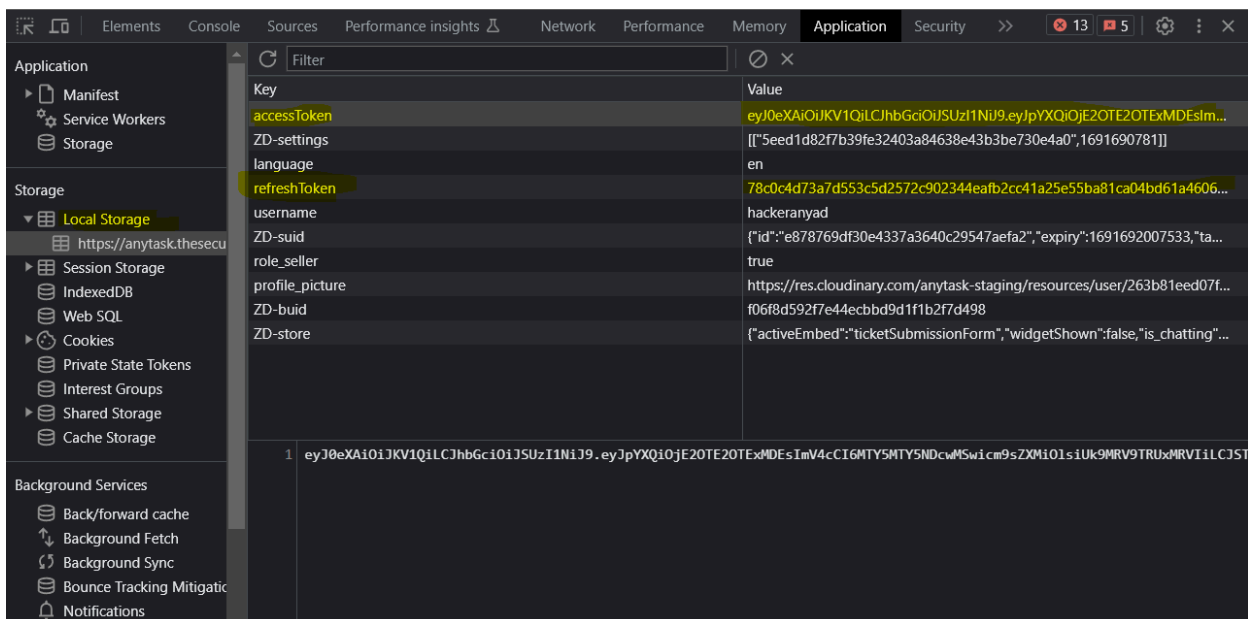 Elements Console Sources Performance insights Network Performance Memory Application Security >> 13 5
Application
Manifest
Service Workers
Storage
Storage
Local Storage
https://anytask.thesecu
Session Storage
IndexedDB
Web SQL
Cookies
Private State Tokens
Interest Groups
Shared Storage
Cache Storage
Background Services
Back/forward cache
Background Fetch
Background Sync
Bounce Tracking Mitigatic
Notifications
Filter
Key Value
accessToken eyJ0eXAiOiJKV1QiLCJhbGciOiJSUzI1NiJ9.eyJpYXQiOjE2OTE2OTExMDEsIm...
ZD-settings [["5eed1d82f7b39fe32403a84638e43b3be730e4a0",1691690781]]
language en
refreshToken 78c0c4d73a7d553c5d2572c902344eafb2cc41a25e55ba81ca04bd61a4606...
username hackeranyad
ZD-suid {"id":"e878769df30e4337a3640c29547aefa2","expiry":1691692007533,"ta...
role_seller true
profile_picture https://res.cloudinary.com/anytask-staging/resources/user/263b81eed07f...
ZD-buid f06f8d592f7e44ecbbd9d1f1b2f7d498
ZD-store {"activeEmbed":"ticketSubmissionForm","widgetShown":false,"is_chatting"...
1 eyJ0eXAiOiJKV1QiLCJhbGciOiJSUzI1NiJ9.eyJpYXQiOjE2OTE2OTExMDEsImV4cCI6MTY5MTY5NDcwMSwicm9sZXMiOlsiUk9MRV9TRUxMRVIiLCJST